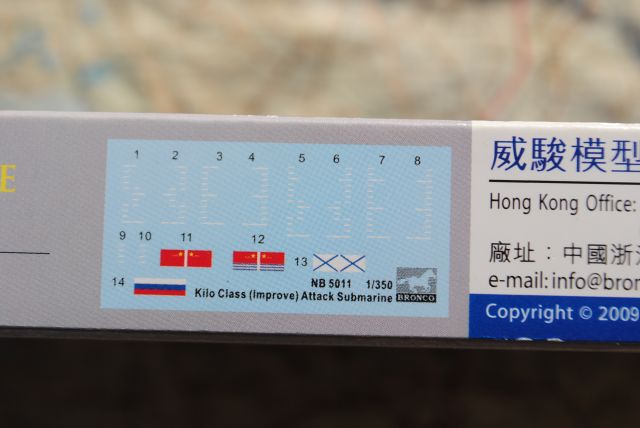 E
1 2 3 4 5 6 7 8
9 10 11 12 13
14
NB 5011 1/350
Kilo Class (Improve) Attack Submarine
BRONCO
威駿模型
Hong Kong Office:
廠址：中國浙
e-mail:info@bron
Copyright © 2009